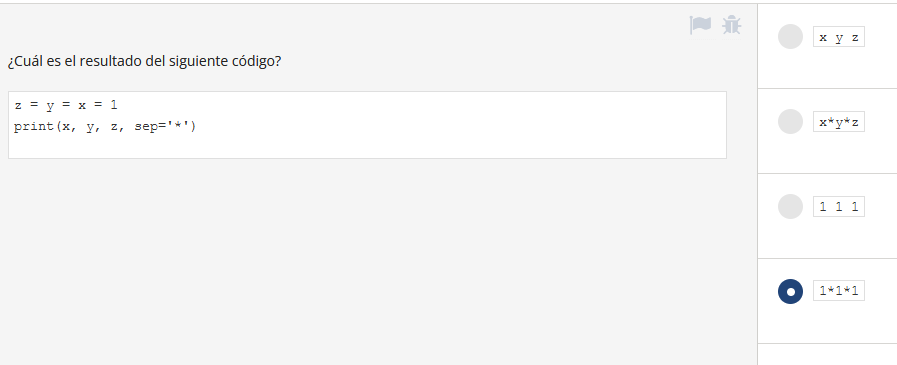 ¿Cuál es el resultado del siguiente código?
z = y = x = 1
print(x, y, z, sep='*')
x y z
x*y*z
1 1 1
1*1*1